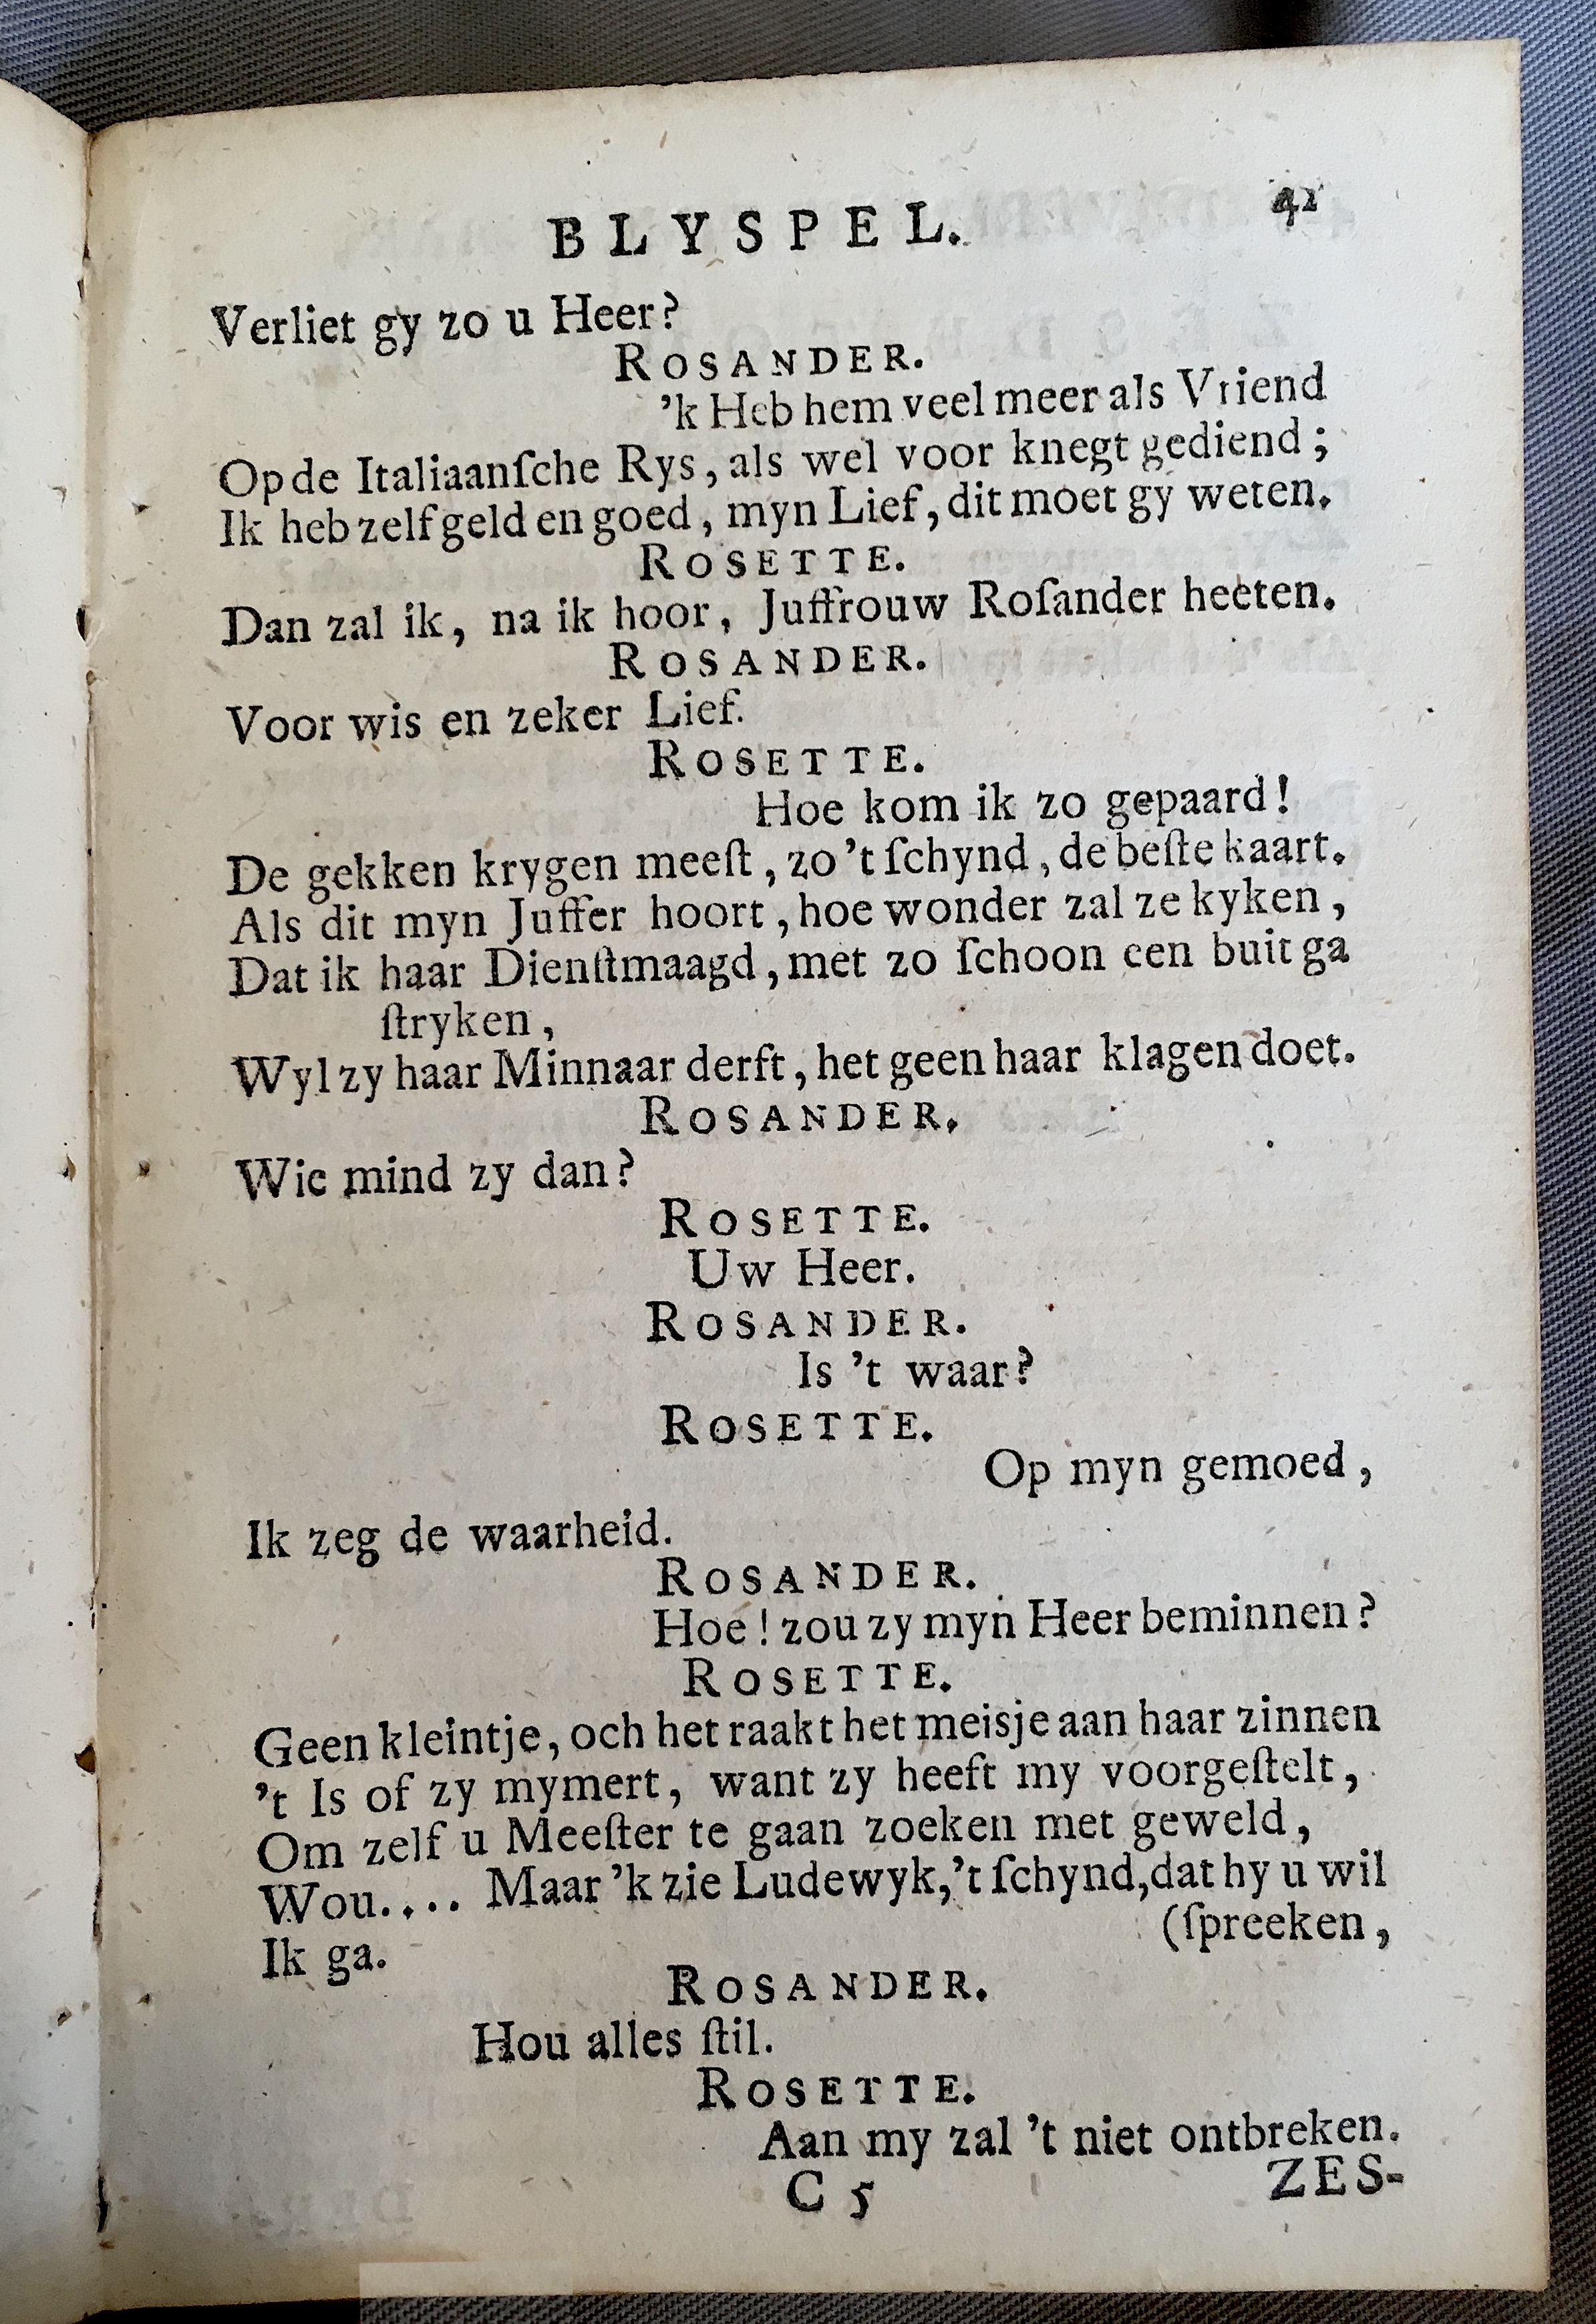 BLYSPEL. 42
Verliet gy zo u Heer?
ROSANDER.
'k Heb hem veel meer als Vriend
Op de Italiaanſche Rys, als wel voor knegt gediend;
Ik heb zelf geld en goed, myn Lief, dit moet gy weten.
ROSETTE.
Dan zal ik, na ik hoor, Juffrouw Roſander heeten.
ROSANDER.
Voor wis en zeker Lief.
ROSETTE.
Hoe kom ik zo gepaard!
De gekken krygen meeſt, zo 't ſchynd, de beſte kaart.
Als dit myn Juffer hoort, hoe wonder zal ze kyken,
Dat ik haar Dienſtmaagd, met zo ſchoon een buit ga
ſtryken,
Wyl zy haar Minnaar derft, het geen haar klagen doet.
ROSANDER.
Wie mind zy dan?
ROSETTE.
Uw Heer.
ROSANDER.
Is 't waar?
ROSETTE.
Op myn gemoed,
Ik zeg de waarheid.
ROSANDER.
Hoe! zou zy myn Heer beminnen?
ROSETTE.
Geen kleintje, och het raakt het meisje aan haar zinnen
't Is of zy mymert, want zy heeft my voorgeſtelt,
Om zelf u Meeſter te gaan zoeken met geweld,
Wou.... Maar 'k zie Ludewyk, 't ſchynd, dat hy u wil
(ſpreeken,
Ik ga.
ROSANDER.
Hou alles ſtil.
ROSETTE.
Aan my zal 't niet ontbreken.
C 5 ZES-